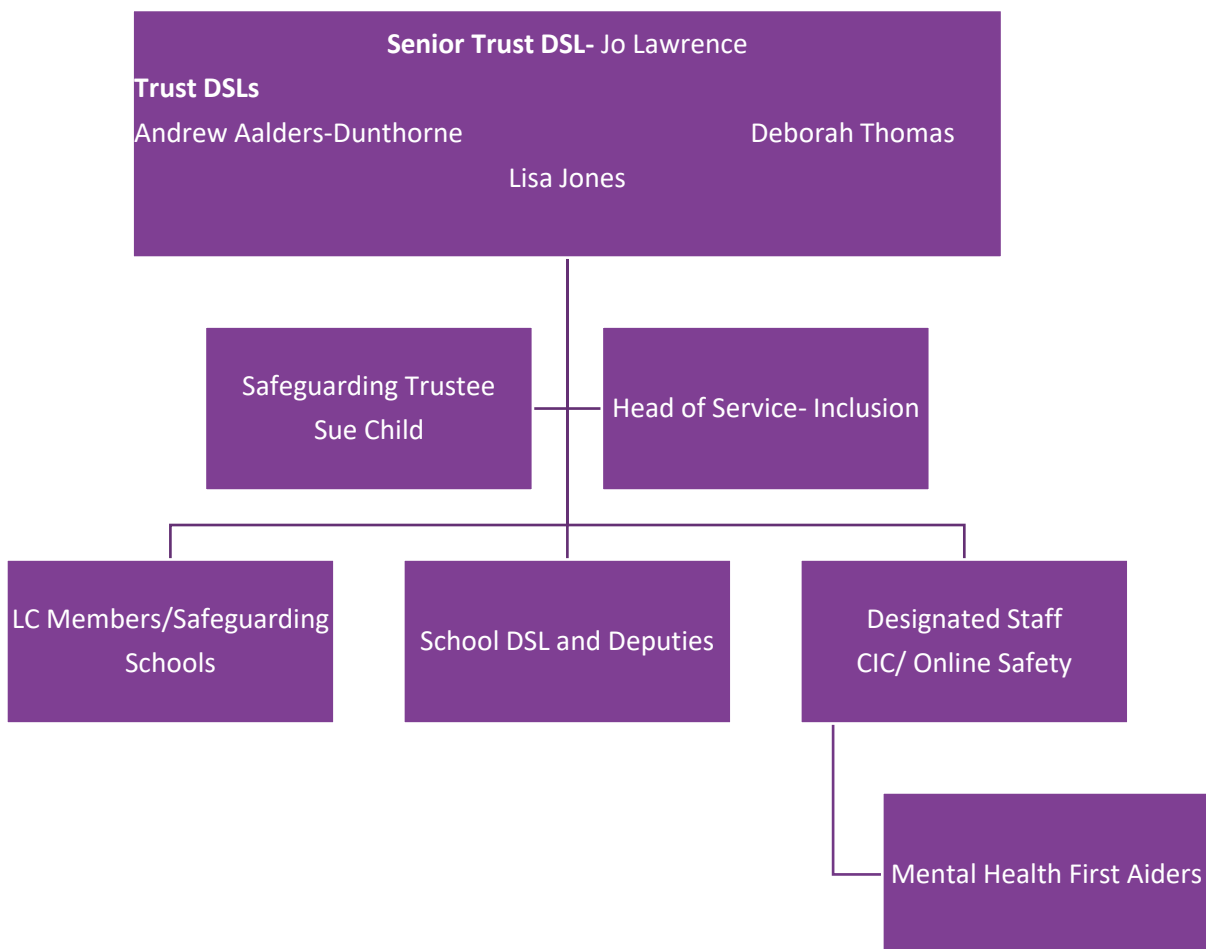 Senior Trust DSL- Jo Lawrence
Trust DSLs
Andrew Aalders-Dunthorne Deborah Thomas
Lisa Jones
Safeguarding Trustee
Sue Child
Head of Service- Inclusion
LC Members/Safeguarding
Schools
School DSL and Deputies
Designated Staff
CIC/ Online Safety
Mental Health First Aiders